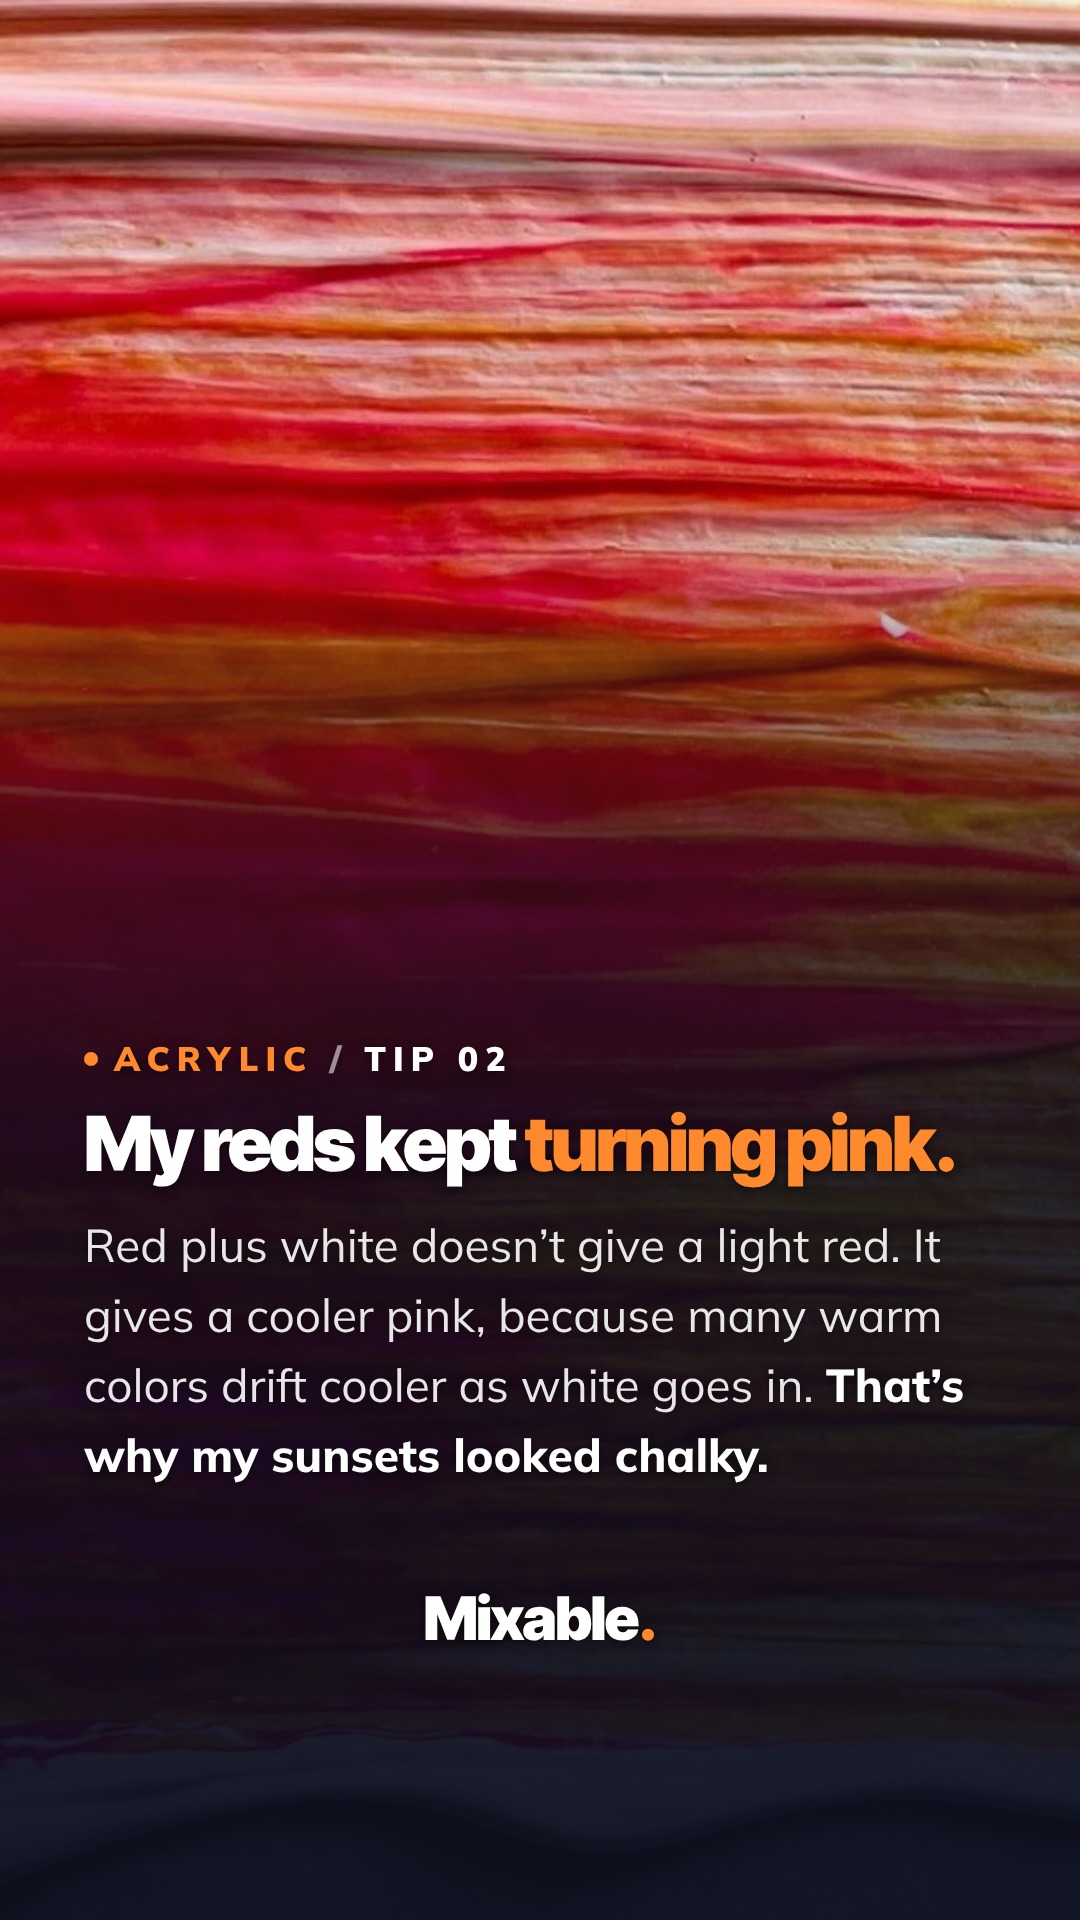 • ACRYLIC / TIP 02
My reds kept turning pink.
Red plus white doesn’t give a light red. It
gives a cooler pink, because many warm
colors drift cooler as white goes in. That’s
why my sunsets looked chalky.
Mixable.